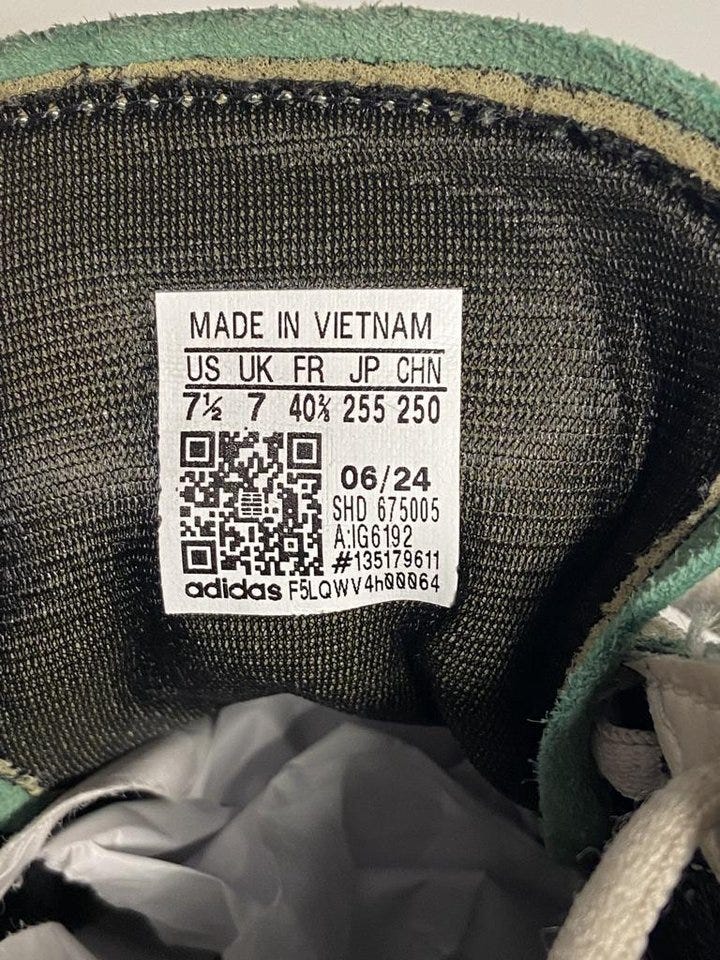 MADE IN VIETNAM
US UK FR JP CHN
7½ 7 40⅔ 255 250
06/24
SHD 675005
A:IG6192
#135179611
adidas F5LQWV4h00064